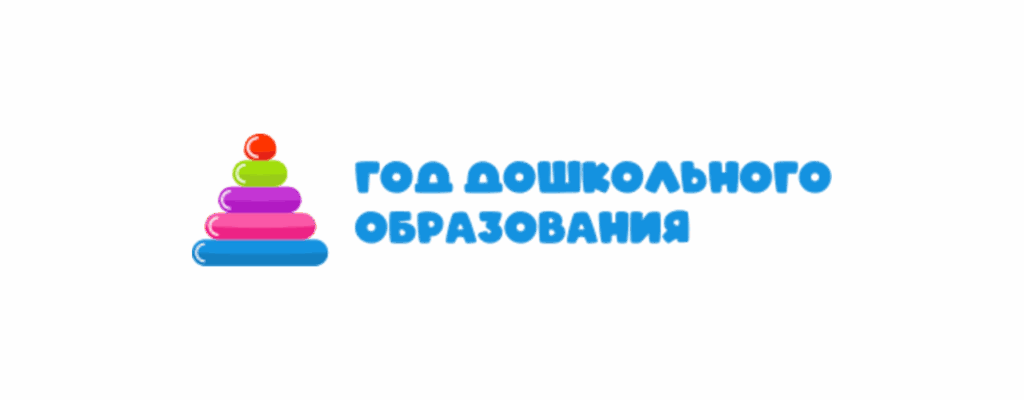 ГОД ДОШКОЛЬНОГО
ОБРАЗОВАНИЯ